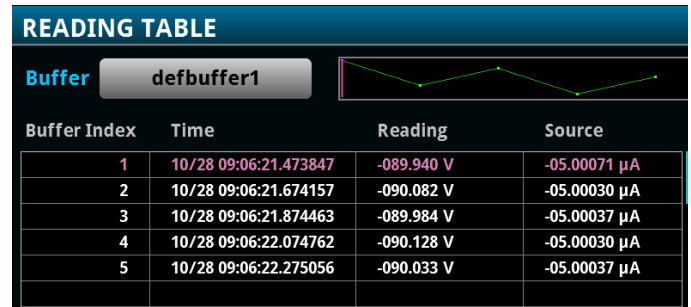 READING TABLE
Buffer defbuffer1
Buffer Index Time Reading Source
1 10/28 09:06:21.473847 -089.940 V -05.00071 µA
2 10/28 09:06:21.674157 -090.082 V -05.00030 µA
3 10/28 09:06:21.874463 -089.984 V -05.00037 µA
4 10/28 09:06:22.074762 -090.128 V -05.00030 µA
5 10/28 09:06:22.275056 -090.033 V -05.00037 µA